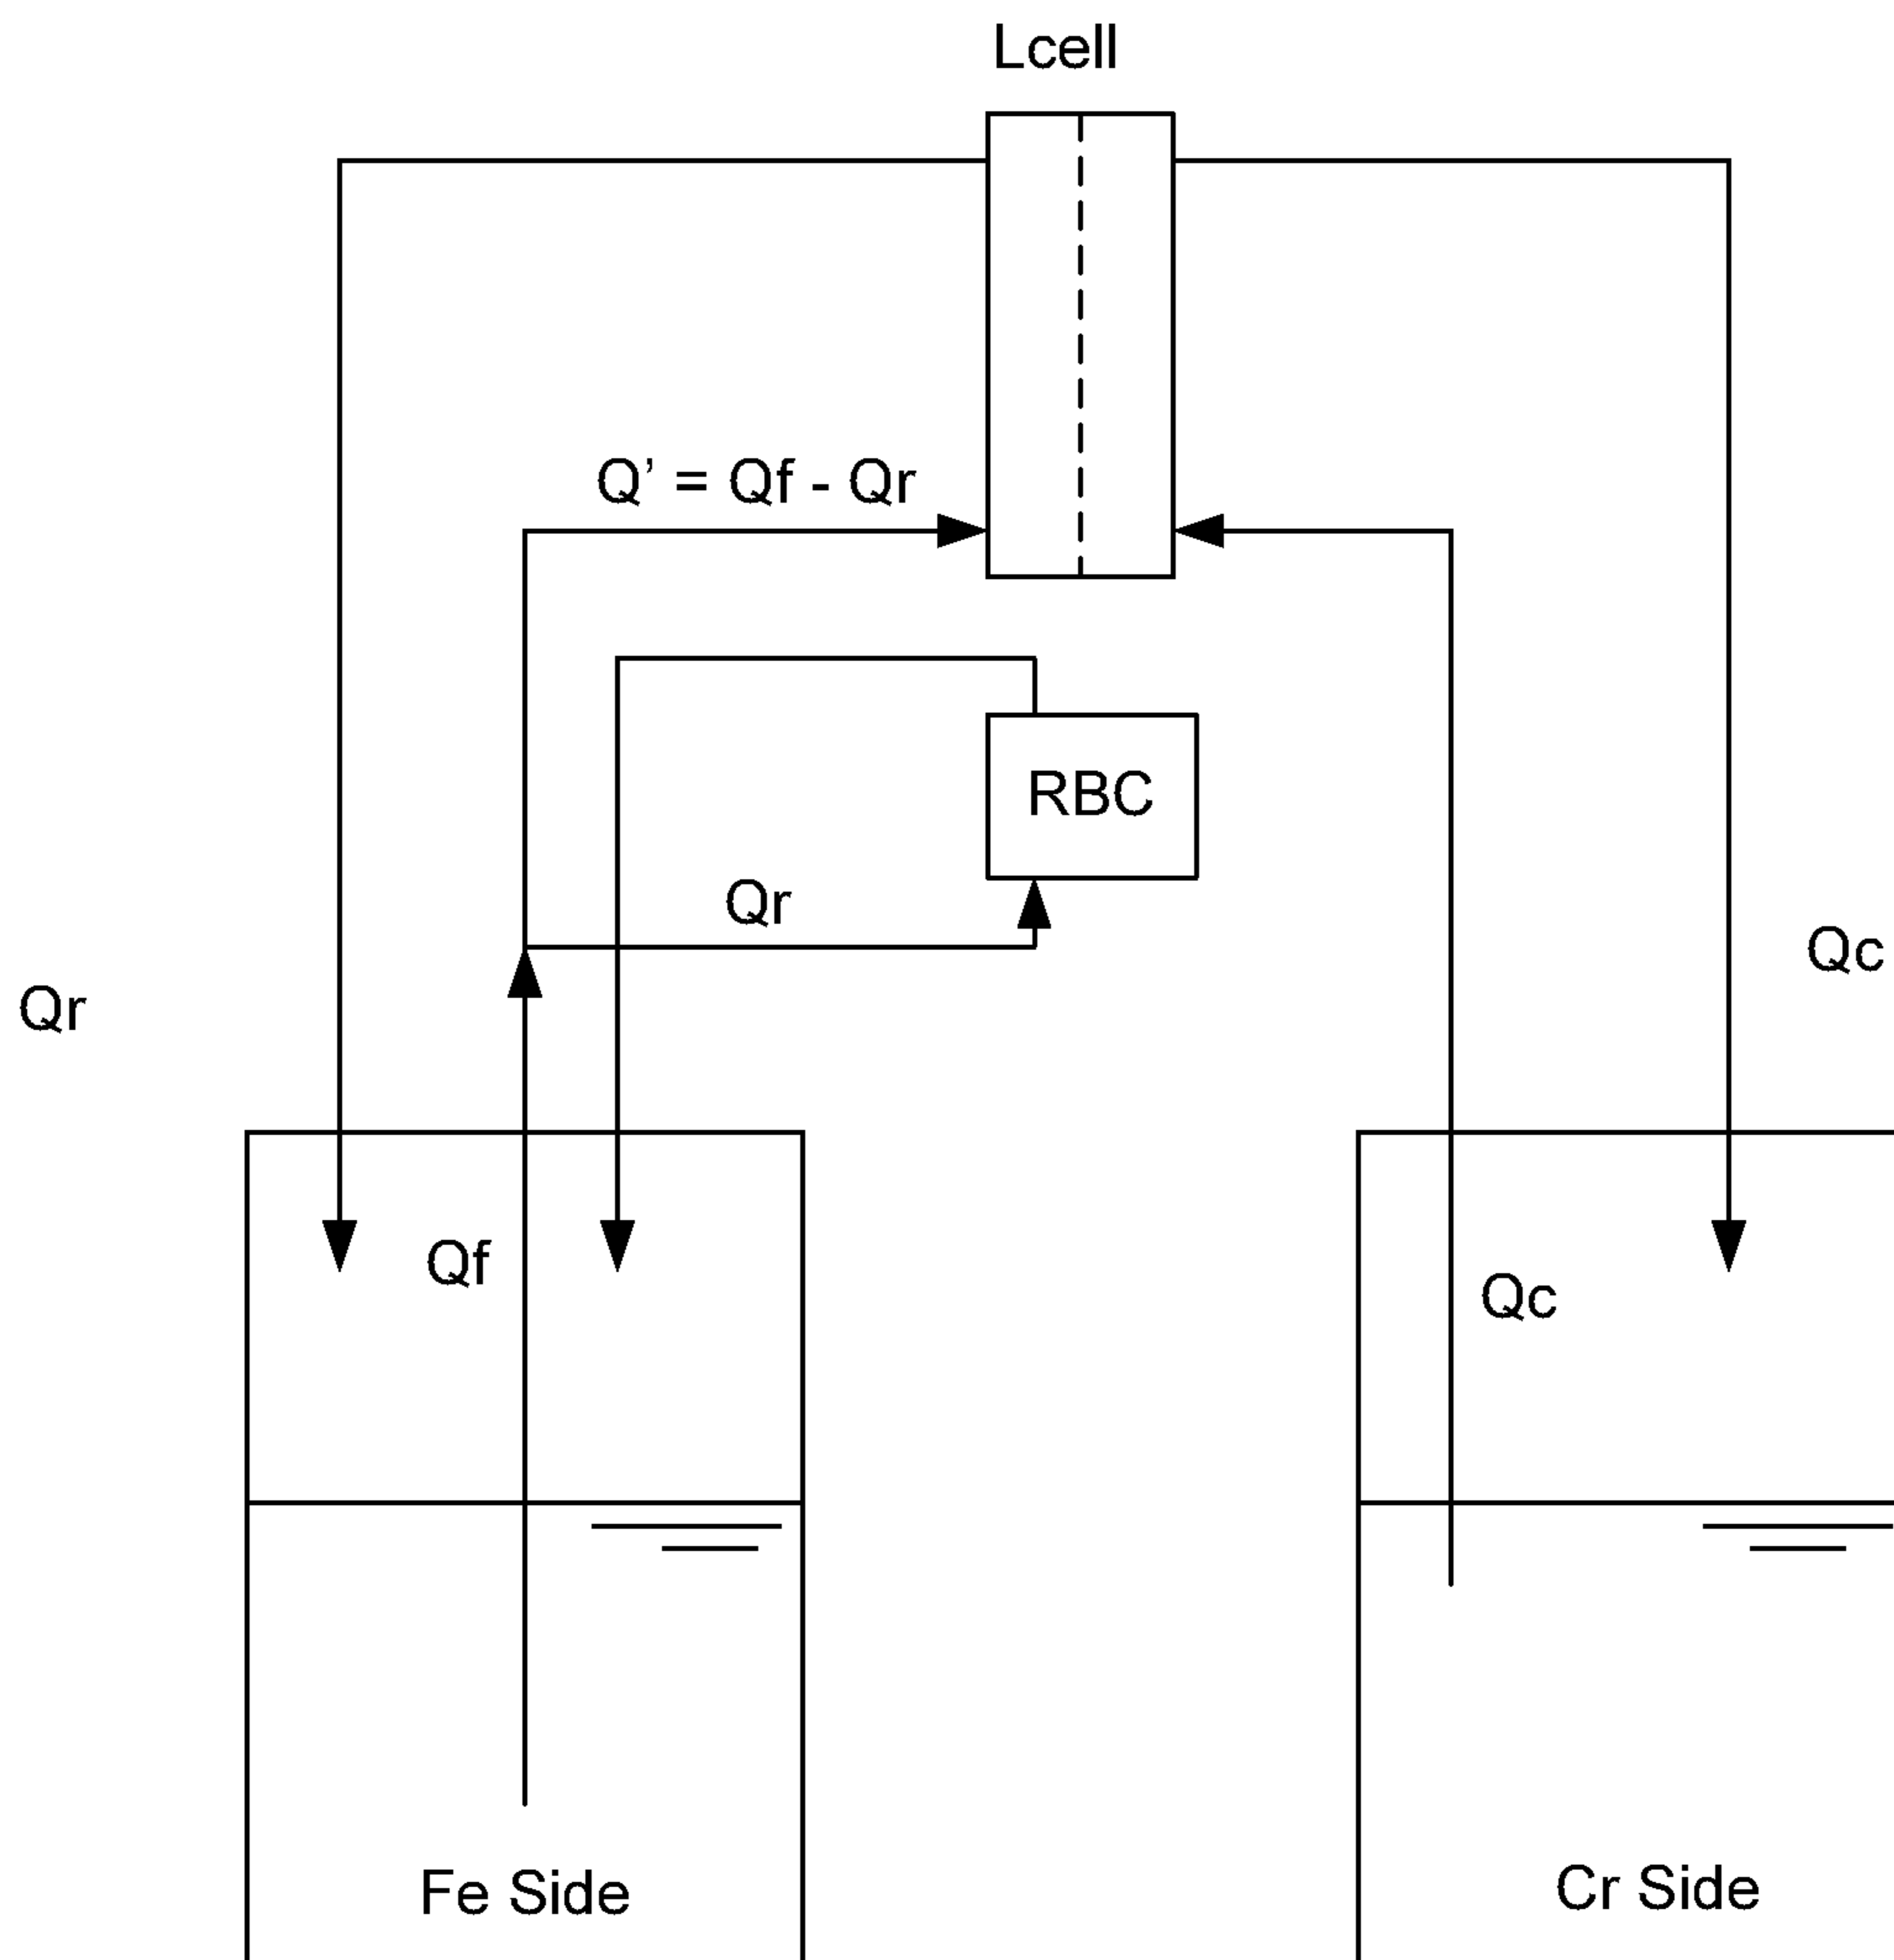 Lcell
Q’ = Qf - Qr
RBC
Qr
Qc
Qr
Qf
Qc
Fe Side
Cr Side